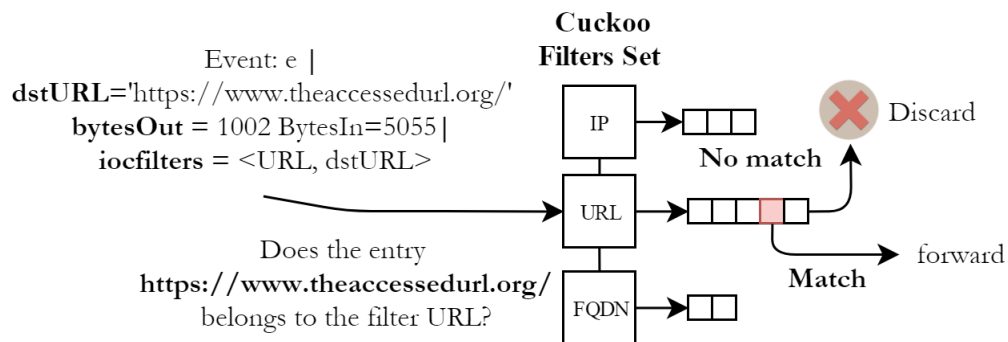 Cuckoo
Filters Set
Event: e |
dstURL='https://www.theaccessedurl.org/'
bytesOut = 1002 BytesIn=5055|
iocfilters = <URL, dstURL>
IP
No match
Discard
URL
Match
forward
Does the entry
https://www.theaccessedurl.org/
belongs to the filter URL?
FQDN